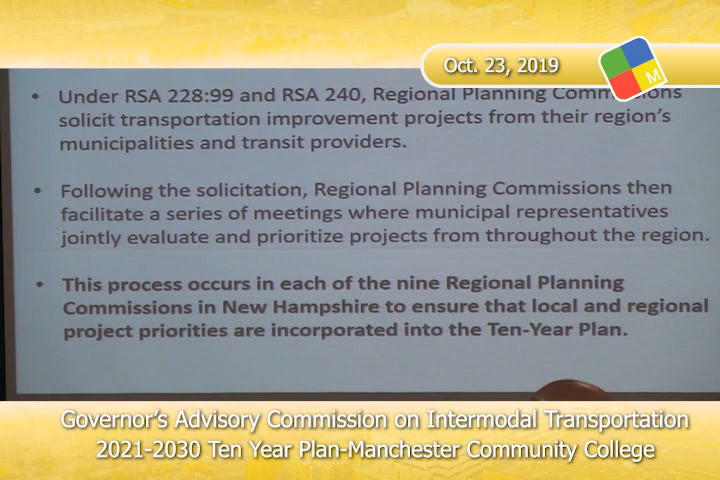 Oct. 23, 2019
M
• Under RSA 228:99 and RSA 240, Regional Planning Commissions
solicit transportation improvement projects from their region's
municipalities and transit providers.
• Following the solicitation, Regional Planning Commissions then
facilitate a series of meetings where municipal representatives
jointly evaluate and prioritize projects from throughout the region.
• This process occurs in each of the nine Regional Planning
Commissions in New Hampshire to ensure that local and regional
project priorities are incorporated into the Ten-Year Plan.
Governor's Advisory Commission on Intermodal Transportation
2021-2030 Ten Year Plan-Manchester Community College